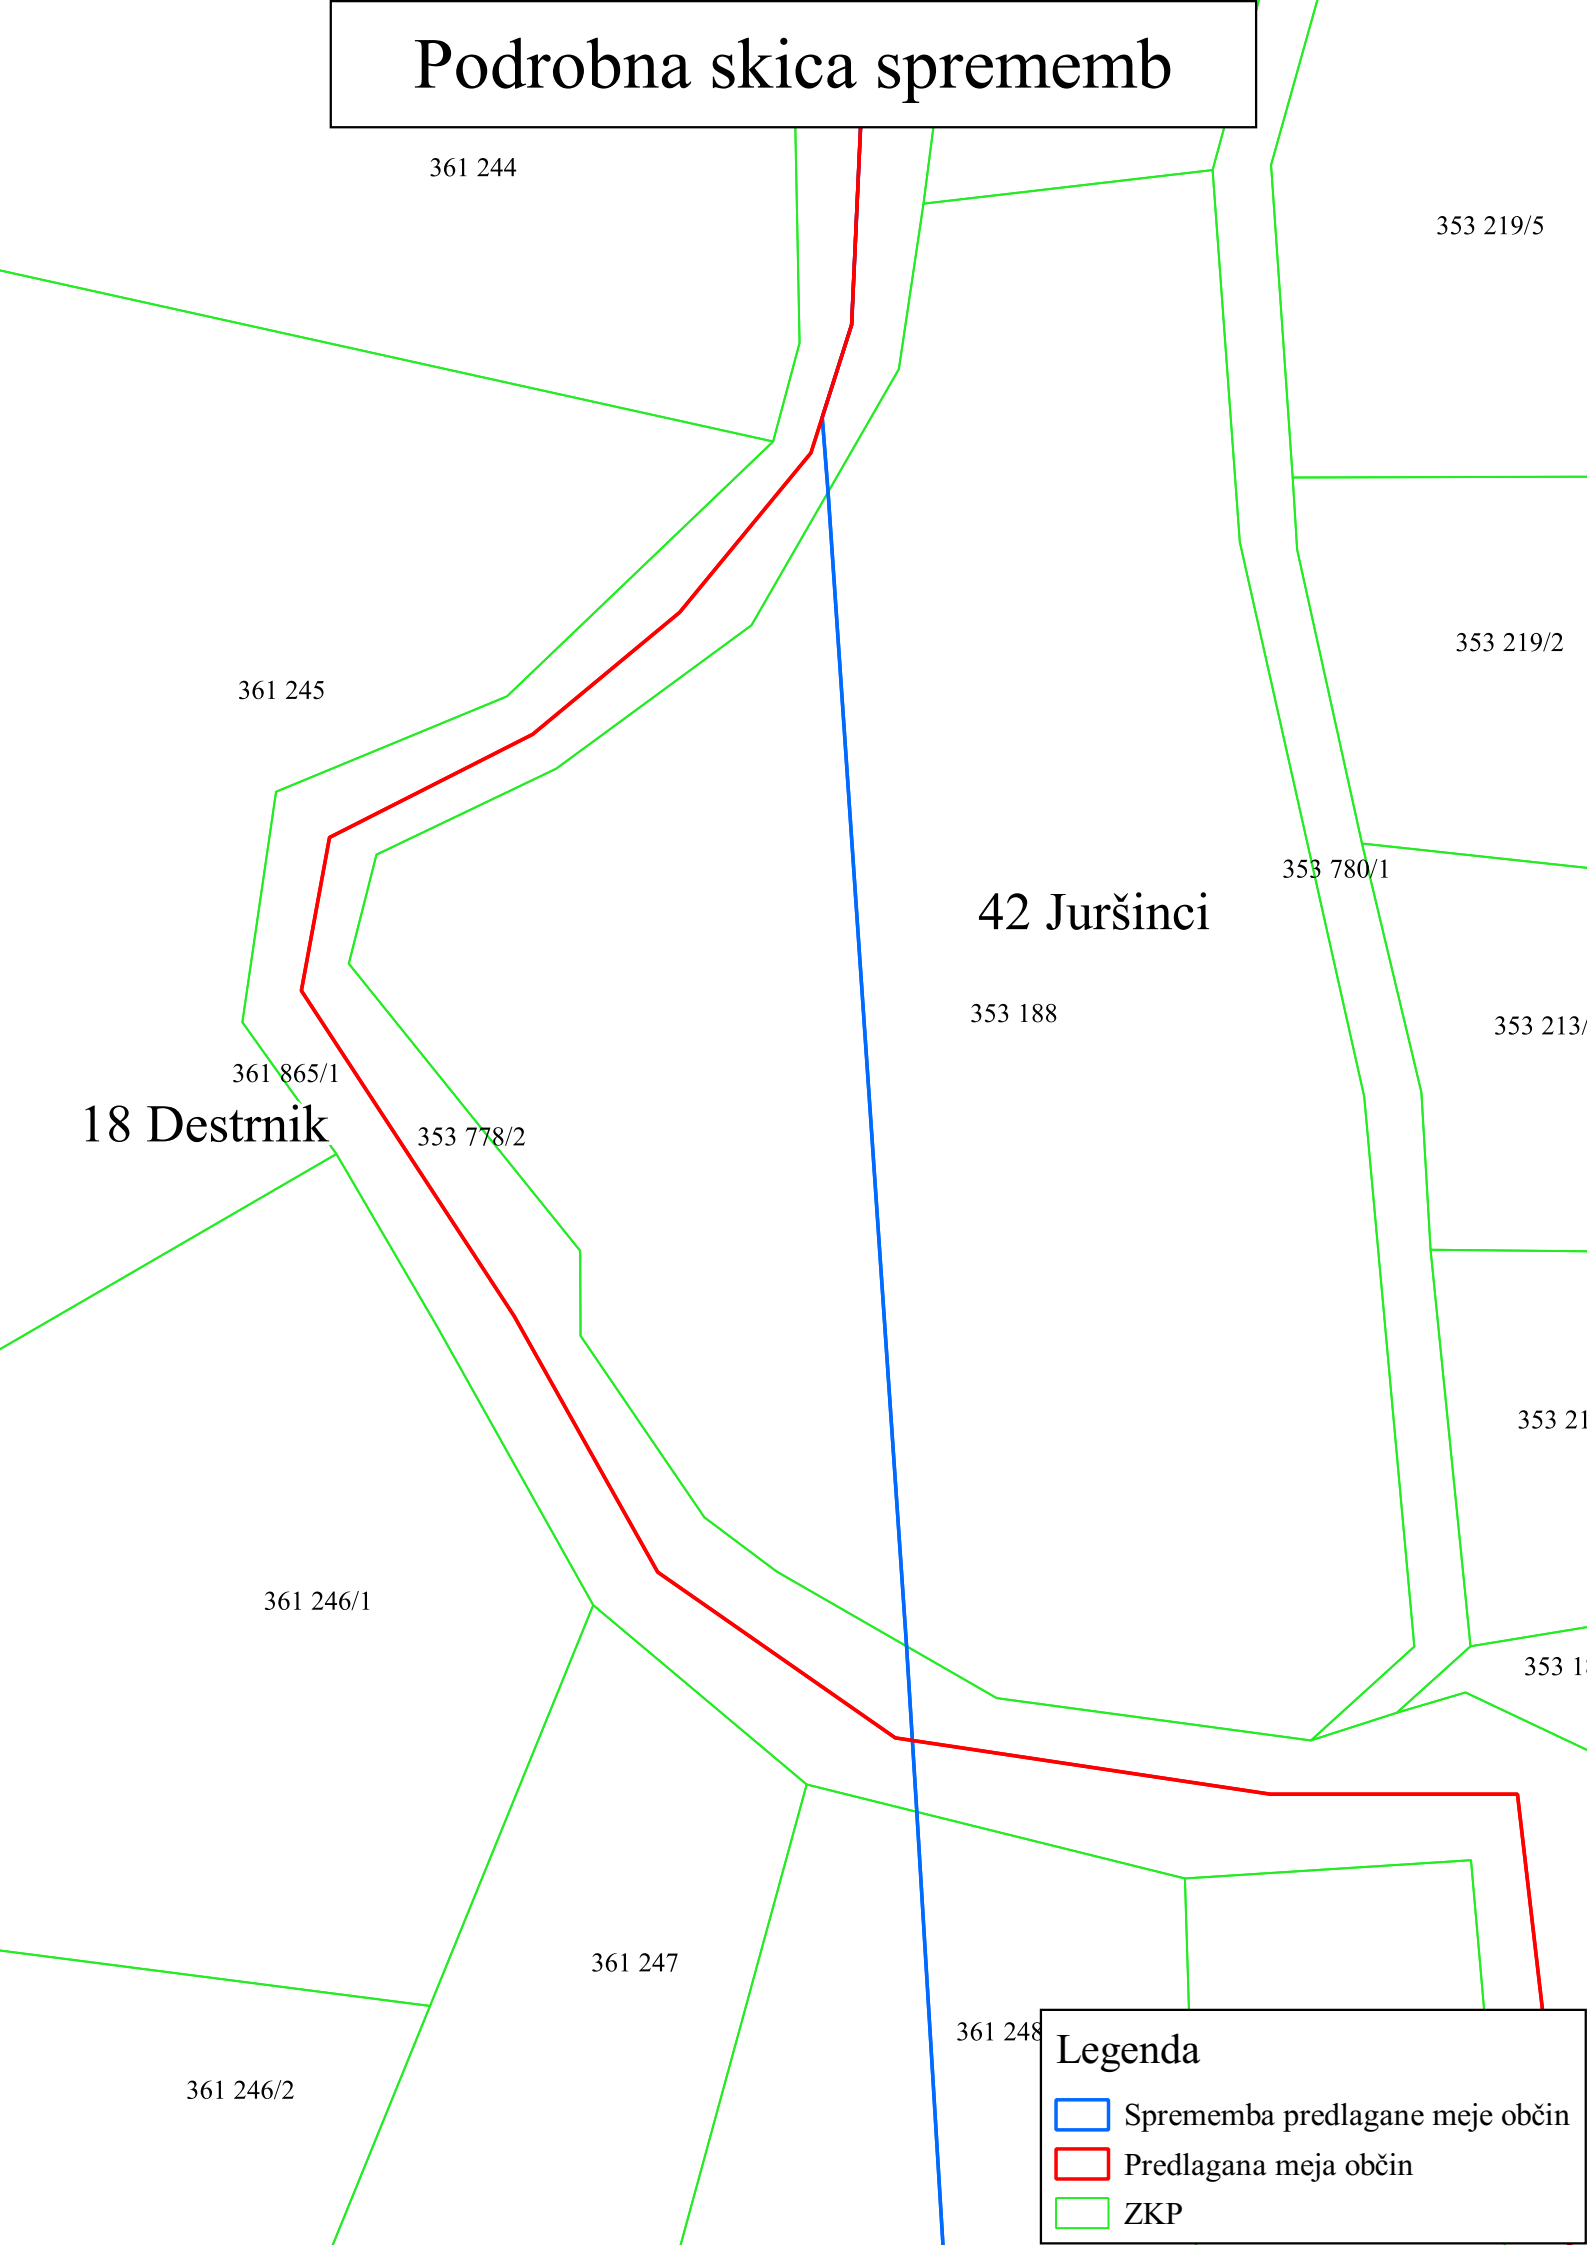 Podrobna skica sprememb
361 244
353 219/5
353 219/2
361 245
353 780/1
42 Juršinci
353 188
353 213/
361 865/1
18 Destrnik
353 778/2
353 21
361 246/1
353 18
361 247
361 248
361 246/2
Legenda
Sprememba predlagane meje občin
Predlagana meja občin
ZKP